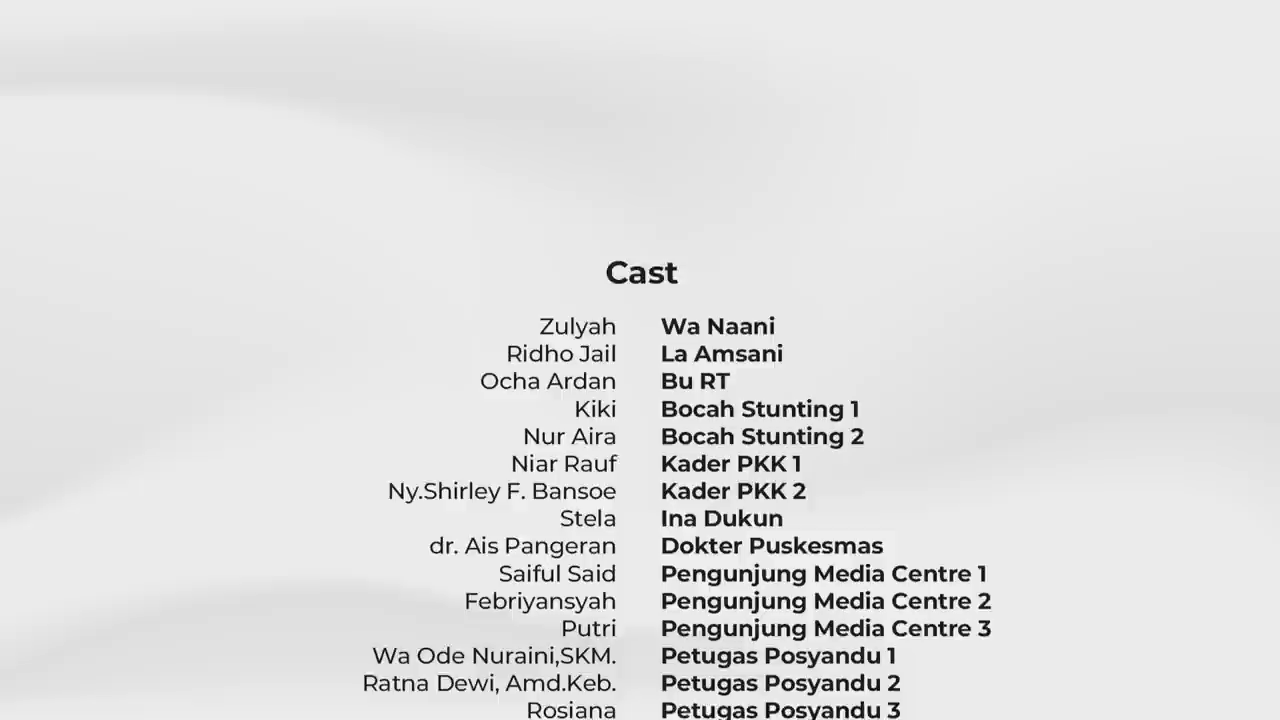 Cast
Zulyah Wa Naani
Ridho Jail La Amsani
Ocha Ardan Bu RT
Kiki Bocah Stunting 1
Nur Aira Bocah Stunting 2
Niar Rauf Kader PKK 1
Ny.Shirley F. Bansoe Kader PKK 2
Stela Ina Dukun
dr. Ais Pangeran Dokter Puskesmas
Saiful Said Pengunjung Media Centre 1
Febriyansyah Pengunjung Media Centre 2
Putri Pengunjung Media Centre 3
Wa Ode Nuraini,SKM. Petugas Posyandu 1
Ratna Dewi, Amd.Keb. Petugas Posyandu 2
Rosiana Petugas Posyandu 3